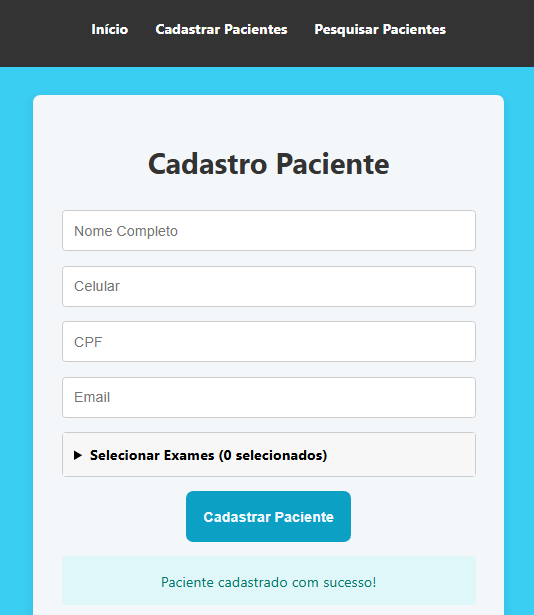 Início Cadastrar Pacientes Pesquisar Pacientes
Cadastro Paciente
Nome Completo
Celular
CPF
Email
Selecionar Exames (0 selecionados)
Cadastrar Paciente
Paciente cadastrado com sucesso!